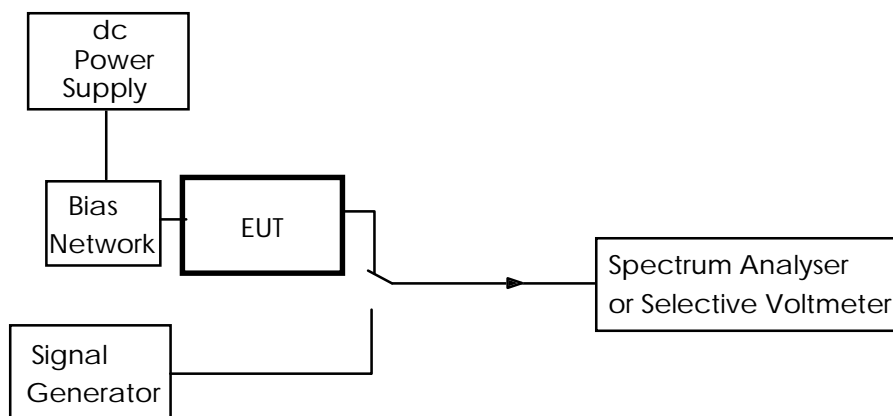 dc
Power
Supply
Bias
Network
EUT
Spectrum Analyser
or Selective Voltmeter
Signal
Generator